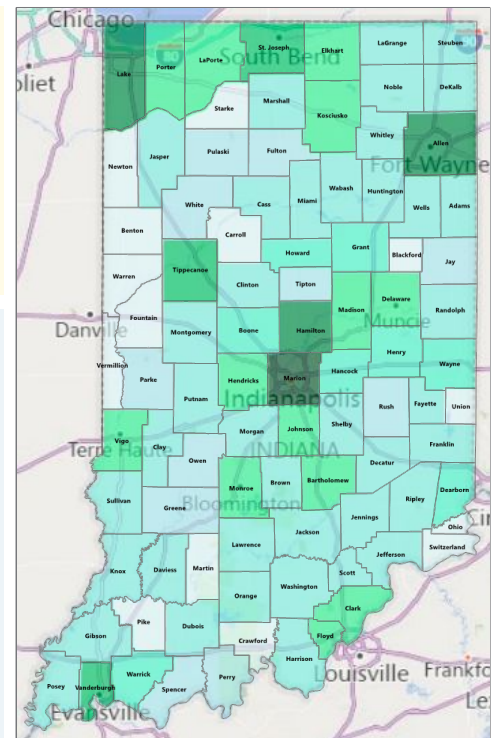 Chicago
St. Joseph
South Bend
Elkhart
LaGrange
Steuben
Lake
Porter
LaPorte
oliet
Noble
DeKalb
Starke
Marshall
Kosciusko
Whitley
Allen
Fort Wayne
Newton
Jasper
Pulaski
Fulton
Wabash
Huntington
White
Cass
Miami
Wells
Adams
Benton
Carroll
Howard
Grant
Blackford
Jay
Warren
Tippecanoe
Clinton
Tipton
Madison
Delaware
Muncie
Randolph
Danville
Fountain
Montgomery
Boone
Hamilton
Henry
Wayne
Vermillion
Parke
Putnam
Hendricks
Marion
Indianapolis
Hancock
Rush
Fayette
Union
Vigo
Terre Haute
Clay
Owen
Morgan
Johnson
INDIANA
Shelby
Franklin
Decatur
Sullivan
Greene
Monroe
Bloomington
Brown
Bartholomew
Jennings
Ripley
Dearborn
Cin
Ohio
Switzerland
Jefferson
Jackson
Lawrence
Knox
Daviess
Martin
Orange
Washington
Scott
Clark
Floyd
Harrison
Crawford
Pike
Dubois
Gibson
Posey
Vanderburgh
Warrick
Spencer
Perry
Evansville
Louisville
Frankfo
Le